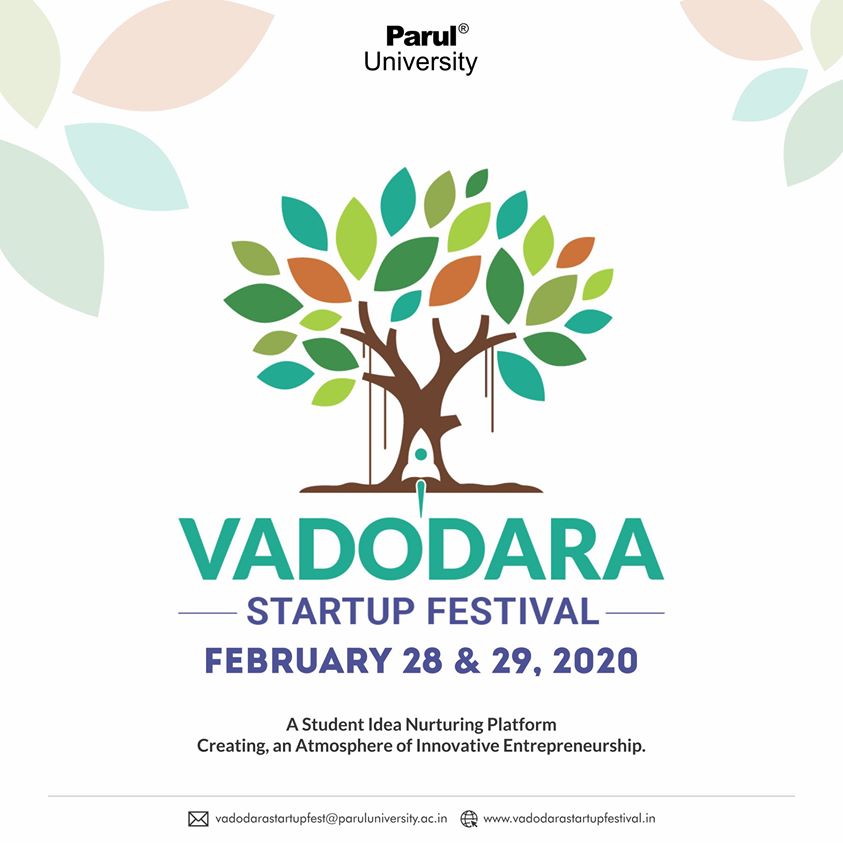 Parul®
University
VADODARA
STARTUP FESTIVAL
FEBRUARY 28 & 29, 2020
A Student Idea Nurturing Platform
Creating, an Atmosphere of Innovative Entrepreneurship.
vadodarastartupfest@paruluniversity.ac.in www.vadodarastartupfestival.in